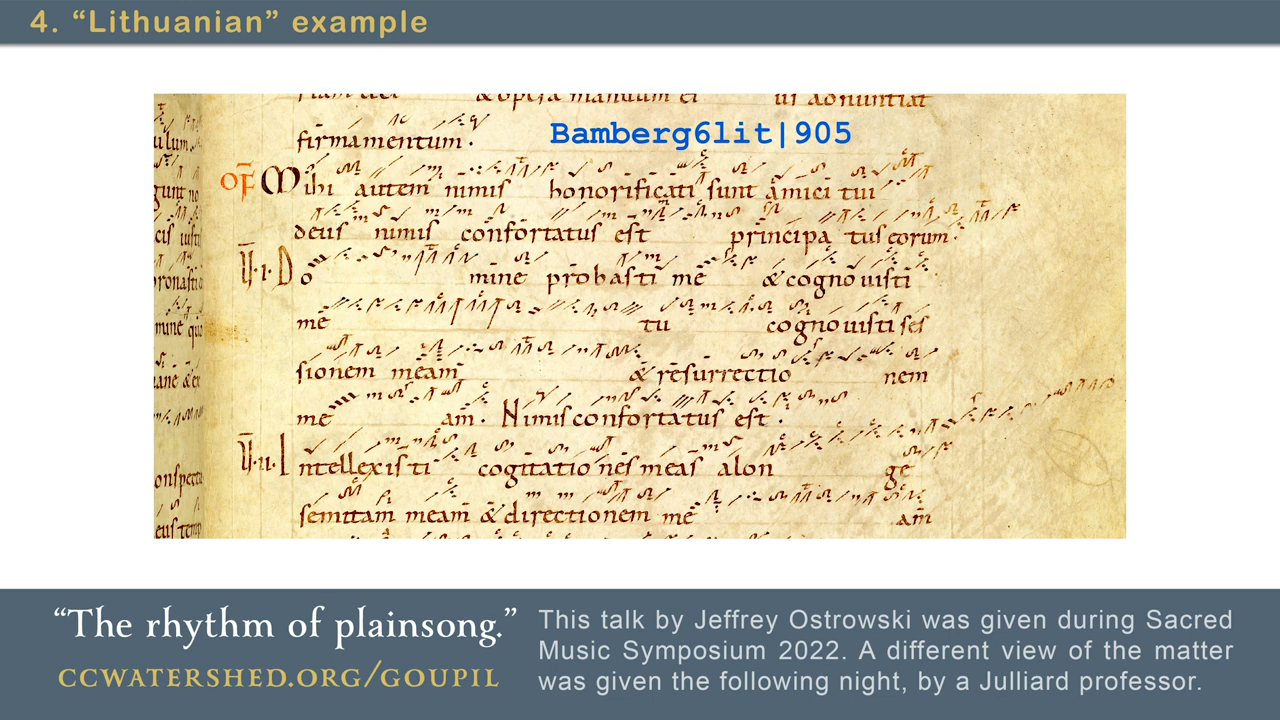 4. “Lithuanian” example
firmamentum.
Bamberg6lit|905
OF Mihi autem nimis honorificati sunt amici tui
deus nimis confortatus est principa tus eorum.
V.I. Do mine probasti me & cognouisti
me tu cognouisti ses
sionem meam & resurrectio nem
me am. Nimis confortatus est.
V.II. Intellexisti cogitationes meas alon ge
semitam meam & directionem me am
“The rhythm of plainsong.”
CCWATERSHED.ORG/GOUPIL
This talk by Jeffrey Ostrowski was given during Sacred
Music Symposium 2022. A different view of the matter
was given the following night, by a Julliard professor.